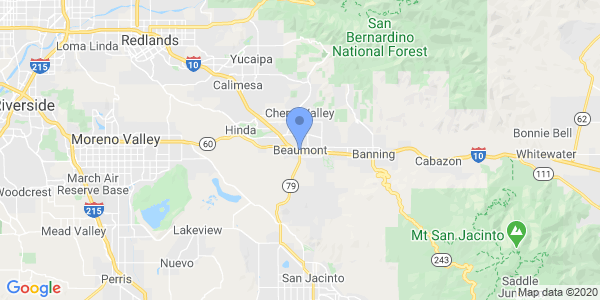 San
Bernardino
National Forest
Loma Linda
Redlands
Yucaipa
10
215
Calimesa
Riverside
Cherry Valley
62
Hinda
Bonnie Bell
Moreno Valley
60
Beaumont
Banning
Cabazon
10
Whitewater
111
March Air
Reserve Base
79
Woodcrest
215
Mead Valley
Lakeview
Mt San Jacinto
243
Nuevo
Perris
San Jacinto
Saddle
Google
Map data ©2020